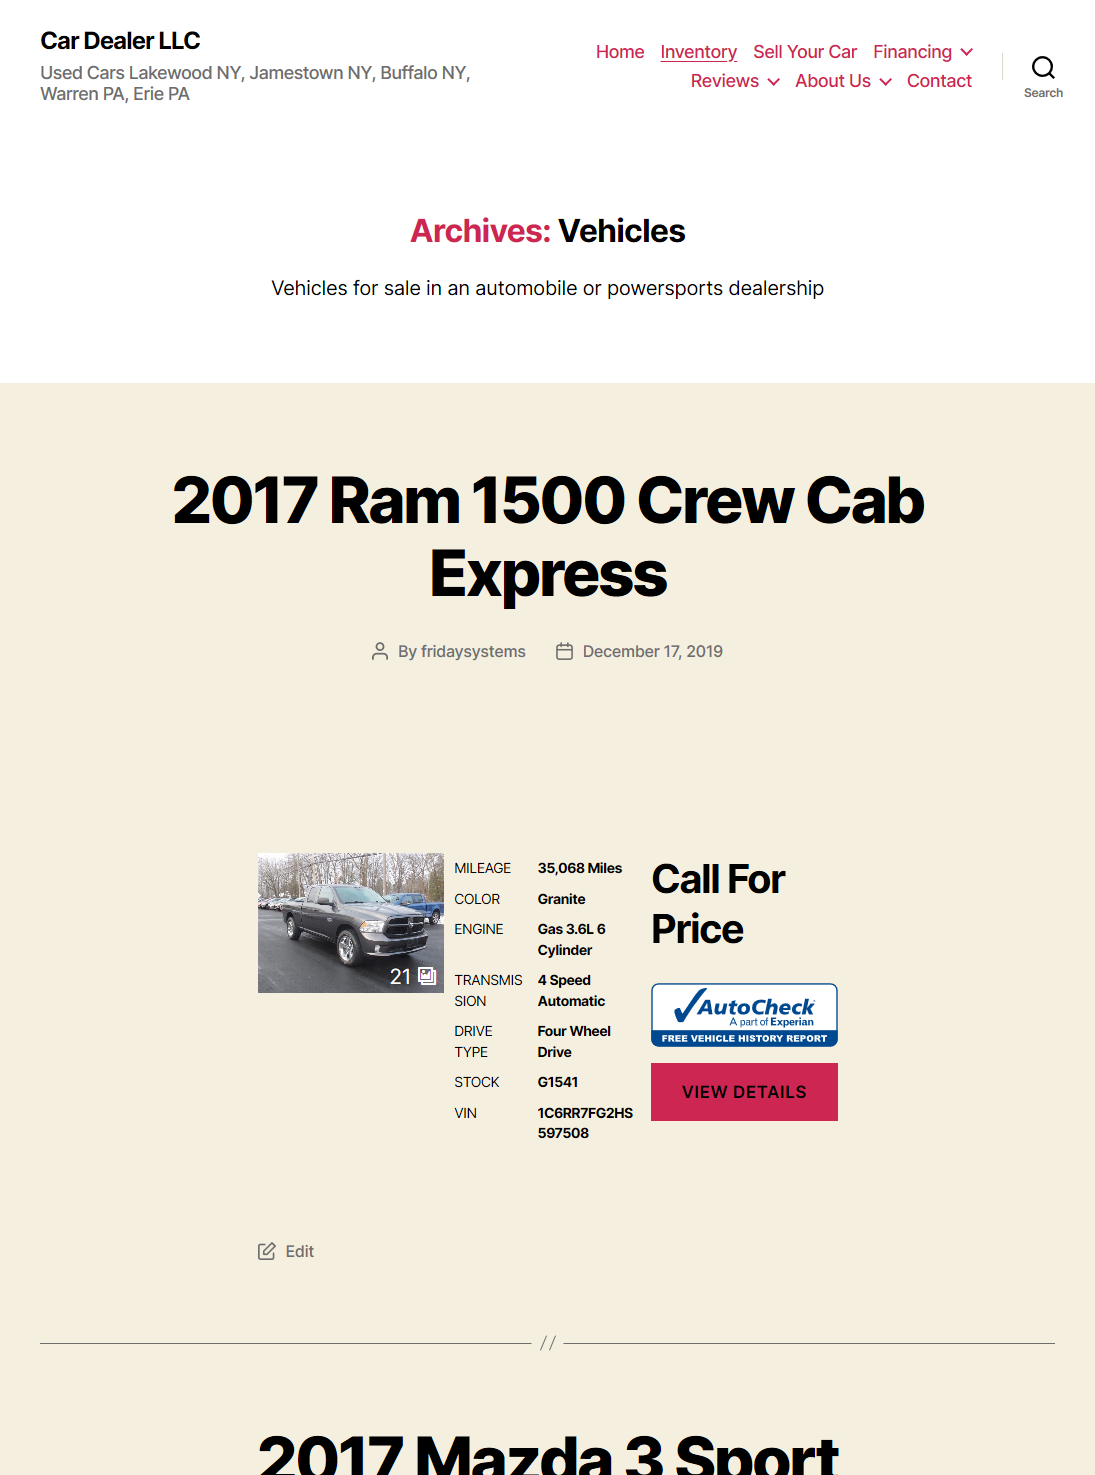 Car Dealer LLC
Used Cars Lakewood NY, Jamestown NY, Buffalo NY,
Warren PA, Erie PA
Home Inventory Sell Your Car Financing
Reviews About Us Contact
Search
Archives: Vehicles
Vehicles for sale in an automobile or powersports dealership
2017 Ram 1500 Crew Cab
Express
By fridaysystems December 17, 2019
21
MILEAGE 35,068 Miles
COLOR Granite
ENGINE Gas 3.6L 6
Cylinder
TRANSMIS 4 Speed
SION Automatic
DRIVE Four Wheel
TYPE Drive
STOCK G1541
VIN 1C6RR7FG2HS
597508
Call For
Price
AutoCheck
A part of Experian
FREE VEHICLE HISTORY REPORT
VIEW DETAILS
Edit
//
2017 Mazda 3 Sport